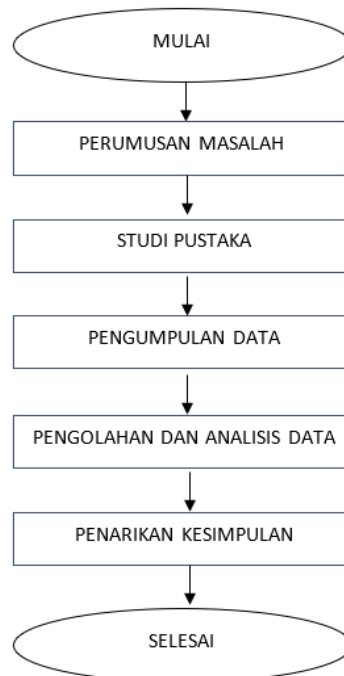 MULAI
PERUMUSAN MASALAH
STUDI PUSTAKA
PENGUMPULAN DATA
PENGOLAHAN DAN ANALISIS DATA
PENARIKAN KESIMPULAN
SELESAI